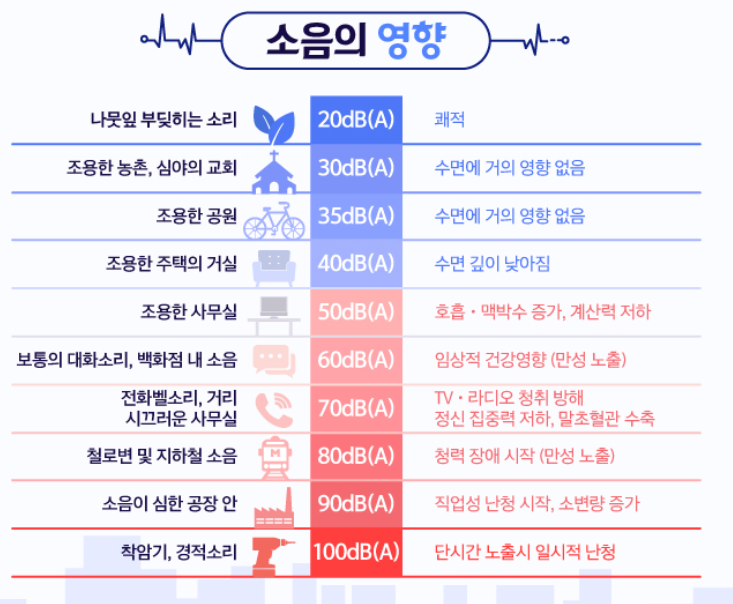 소음의 영향
나뭇잎 부딪히는 소리 20dB(A) 쾌적
조용한 농촌, 심야의 교회 30dB(A) 수면에 거의 영향 없음
조용한 공원 35dB(A) 수면에 거의 영향 없음
조용한 주택의 거실 40dB(A) 수면 깊이 낮아짐
조용한 사무실 50dB(A) 호흡・맥박수 증가, 계산력 저하
보통의 대화소리, 백화점 내 소음 60dB(A) 임상적 건강영향 (만성 노출)
전화벨소리, 거리
시끄러운 사무실 70dB(A) TV・라디오 청취 방해
정신 집중력 저하, 말초혈관 수축
철로변 및 지하철 소음 M 80dB(A) 청력 장애 시작 (만성 노출)
소음이 심한 공장 안 90dB(A) 직업성 난청 시작, 소변량 증가
착암기, 경적소리 100dB(A) 단시간 노출시 일시적 난청